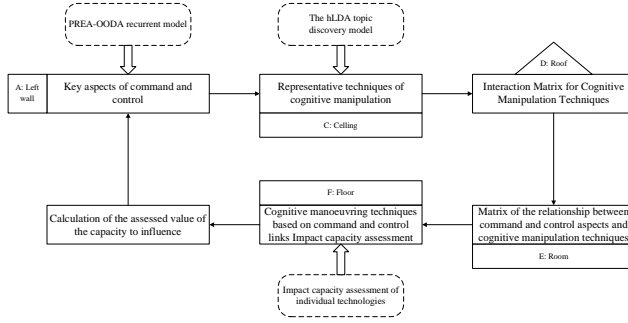 PREA-OODA recurrent model
The hLDA topic
discovery model
A: Left
wall
Key aspects of command and
control
Representative techniques of
cognitive manipulation
C: Celling
D: Roof
Interaction Matrix for Cognitive
Manipulation Techniques
Calculation of the assessed value of
the capacity to influence
F: Floor
Cognitive manoeuvring techniques
based on command and control
links Impact capacity assessment
Matrix of the relationship between
command and control aspects and
cognitive manipulation techniques
E: Room
Impact capacity assessment of
individual technologies